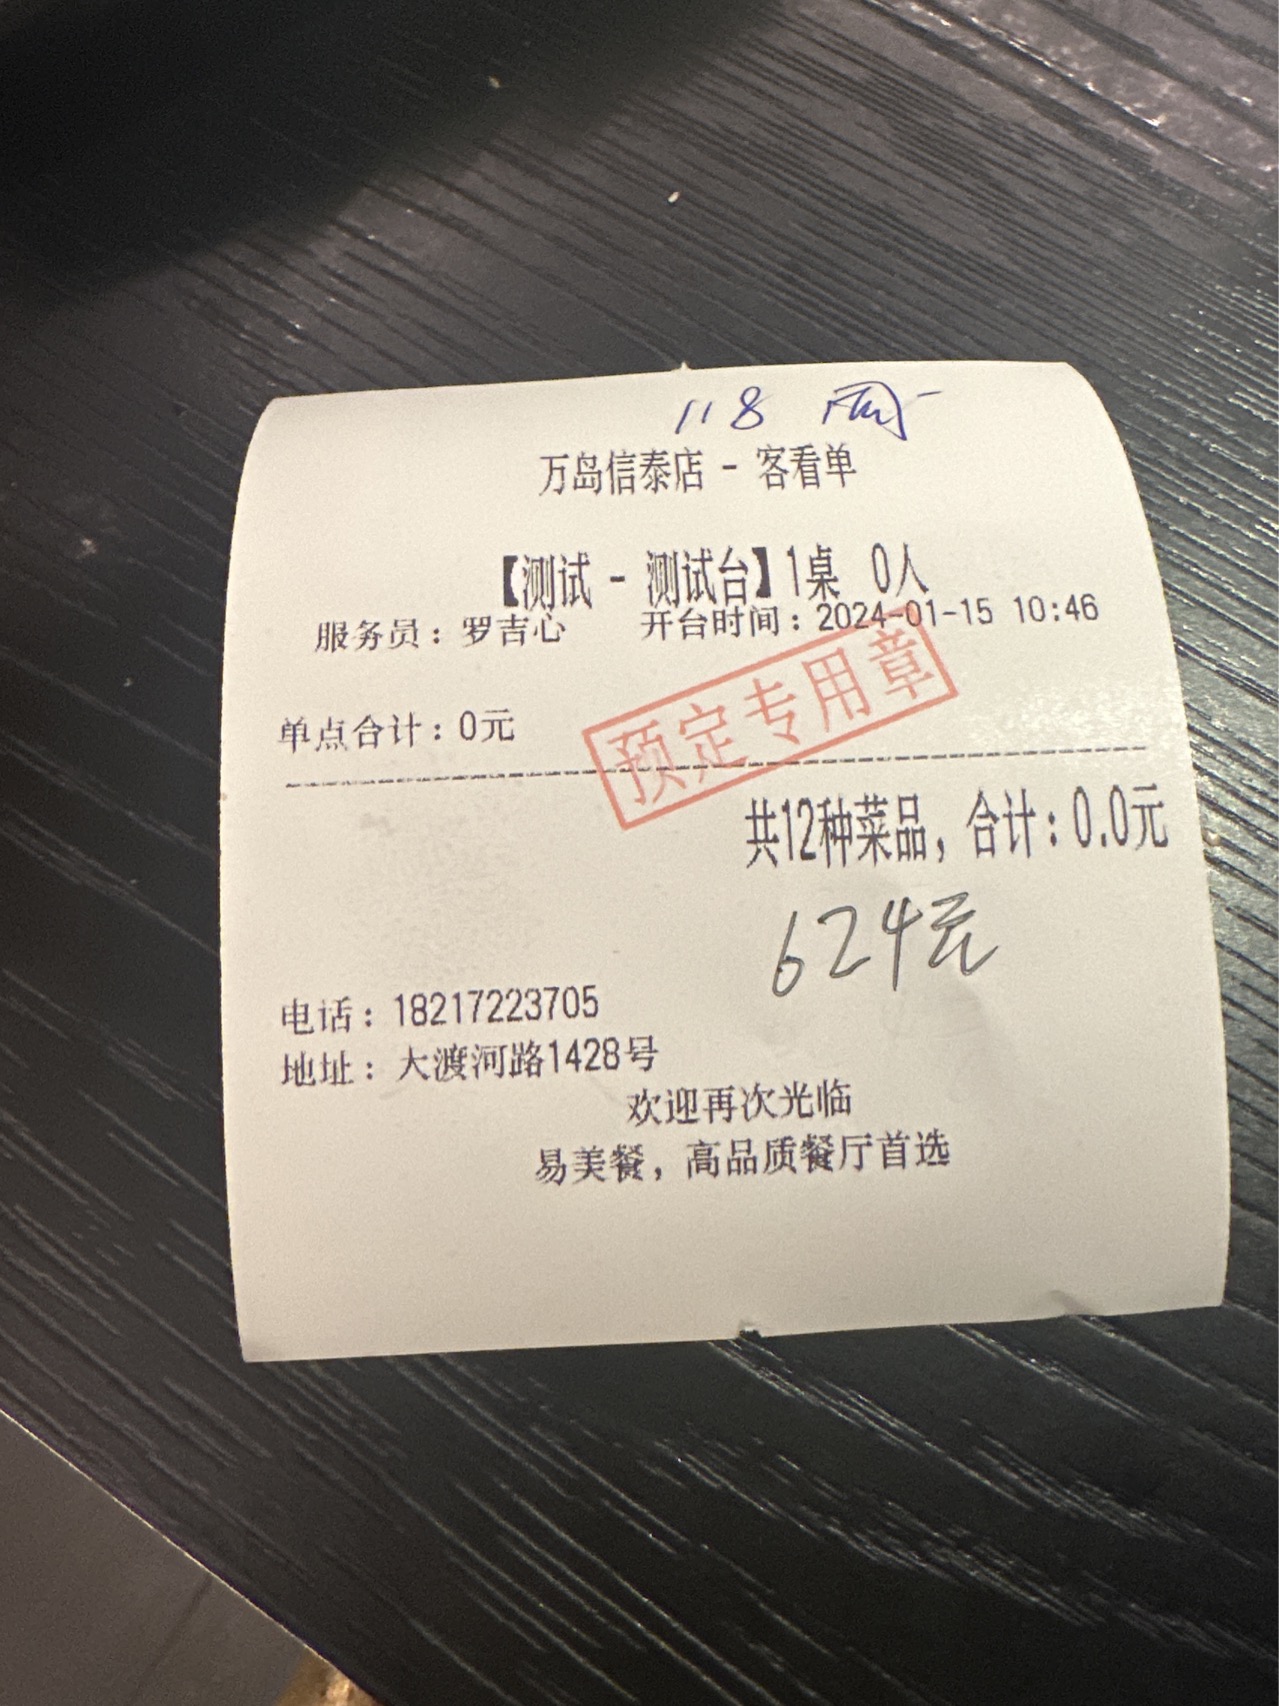 118
万岛信泰店 - 客看单
【测试 - 测试台】1桌 0人
服务员：罗吉心 开台时间：2024-01-15 10:46
预定专用章
单点合计：0元
共12种菜品，合计：0.0元
624元
电话：18217223705
地址：大渡河路1428号
欢迎再次光临
易美餐，高品质餐厅首选